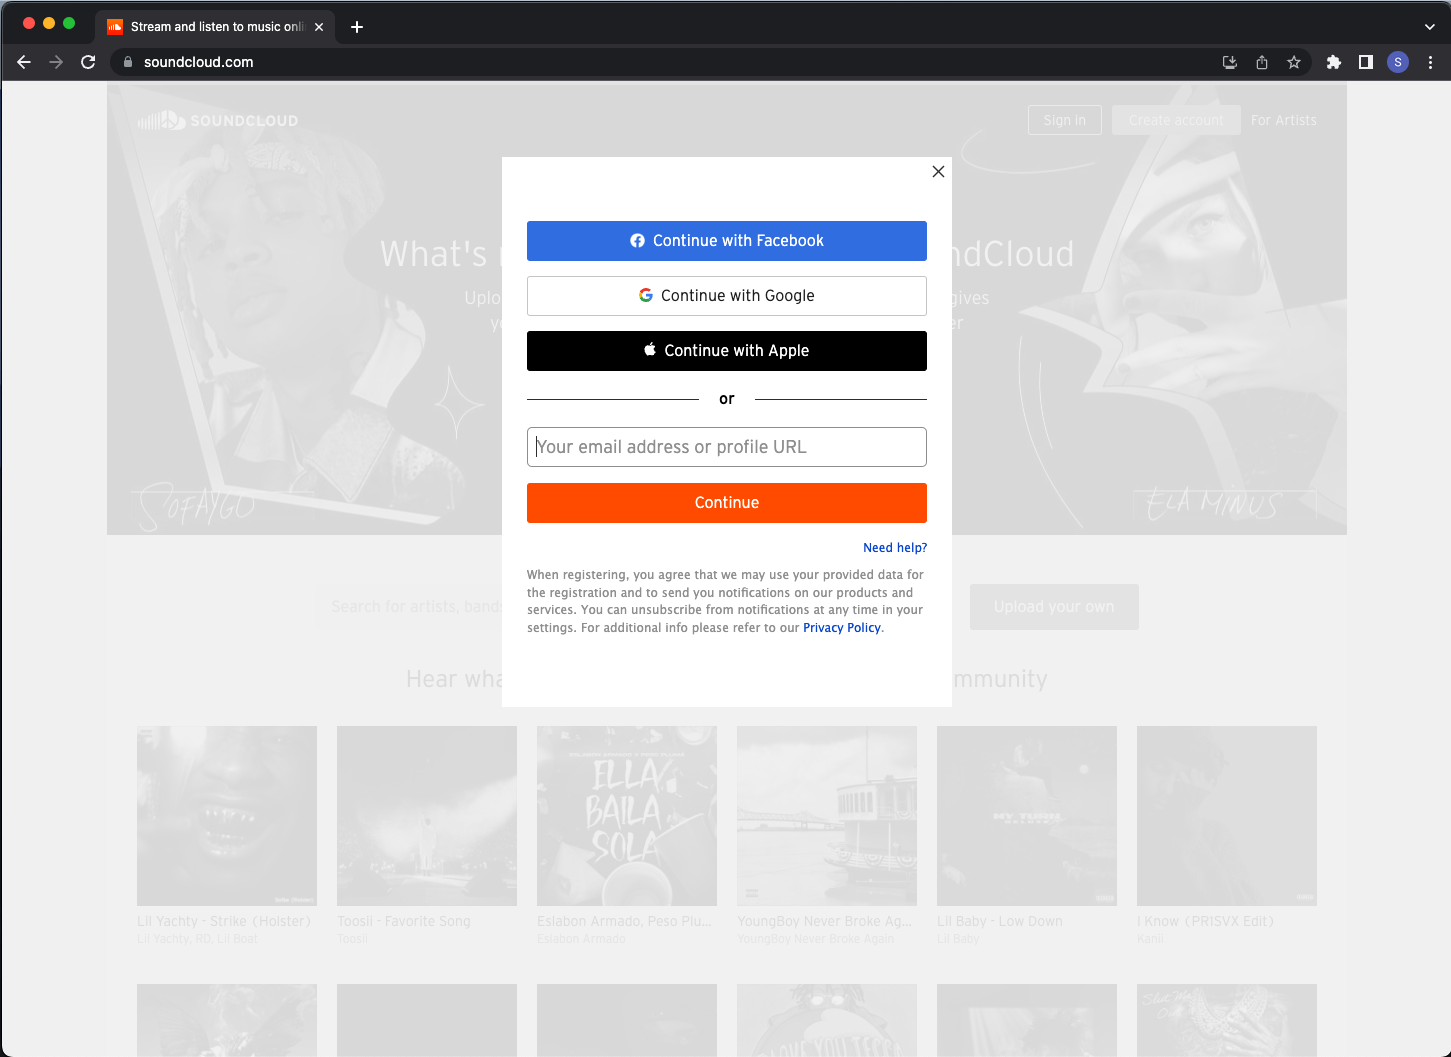 Stream and listen to music onli
soundcloud.com
S
SOUNDCLOUD
Sign In
Create account
For Artists
What's
ndCloud
Uplo
gives
yo
er
Continue with Facebook
Continue with Google
Continue with Apple
or
Your email address or profile URL
Continue
Need help?
When registering, you agree that we may use your provided data for
the registration and to send you notifications on our products and
services. You can unsubscribe from notifications at any time in your
settings. For additional info please refer to our Privacy Policy.
SOFAYGO
ELA MINUS
Search for artists, bands
Upload your own
Hear wha
mmunity
ELLA
BAILA
SOLA
MY TURN
Lil Yachty - Strike (Holster)
Lil Yachty, RD, Lil Boat
Toosii - Favorite Song
Toosii
Eslabon Armado, Peso Plu...
Eslabon Armado
YoungBoy Never Broke Ag...
YoungBoy Never Broke Again
Lil Baby - Low Down
Lil Baby
I Know (PR1SVX Edit)
Kanii